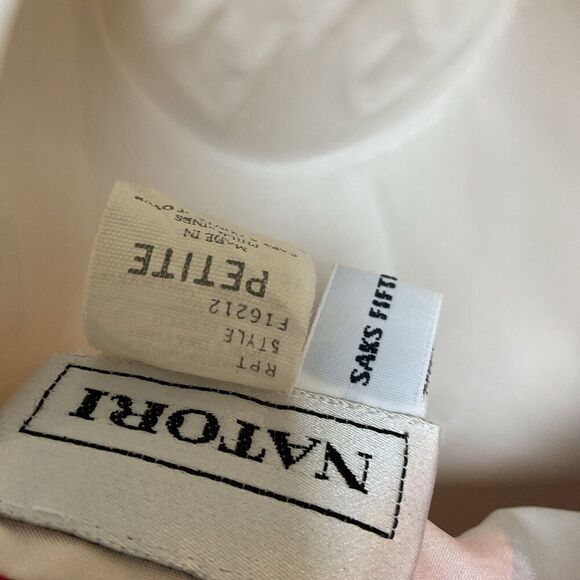 NATORI
RPT
STYLE
F16212
PETITE
MADE IN
SAKS FIFT